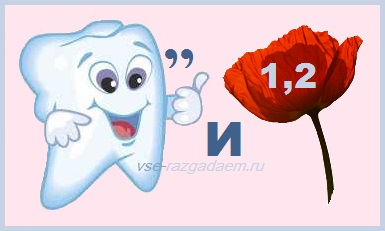 ,,
1,2
и
vse-razgadaem.ru